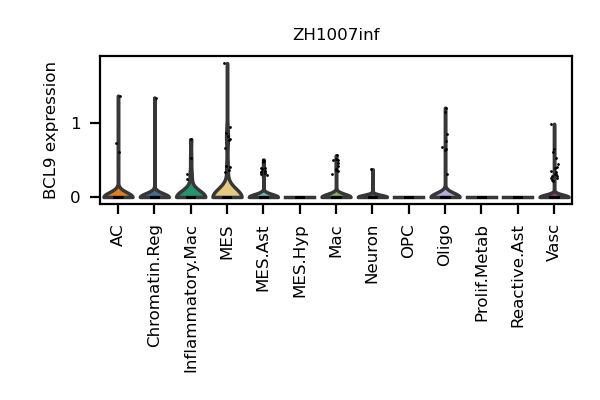 ZH1007inf
BCL9 expression
1
0
AC
Chromatin.Reg
Inflammatory.Mac
MES
MES.Ast
MES.Hyp
Mac
Neuron
OPC
Oligo
Prolif.Metab
Reactive.Ast
Vasc